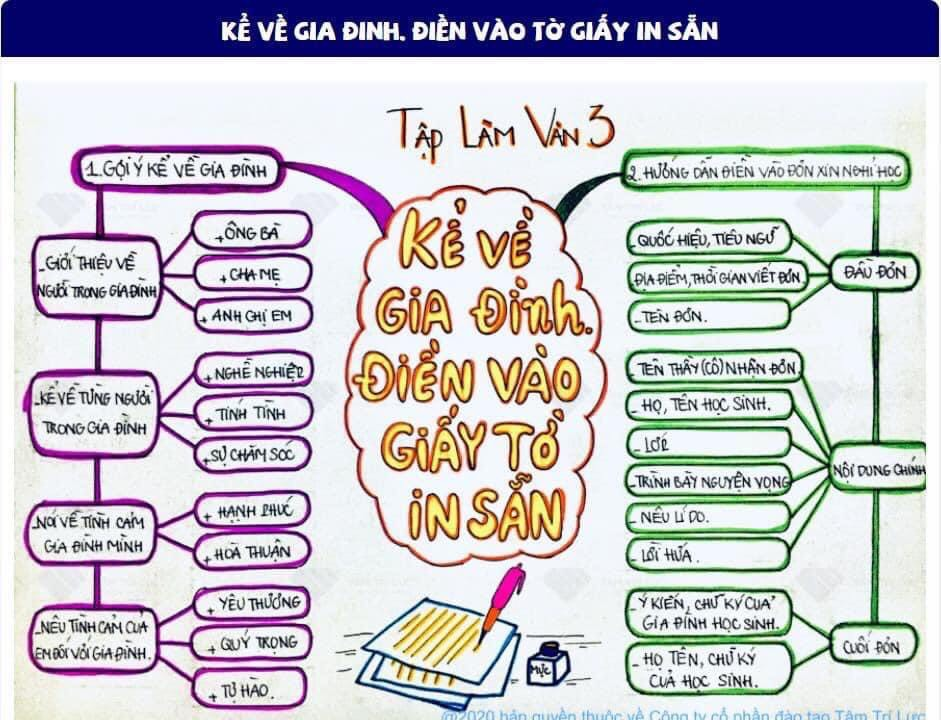 KỂ VỀ GIA ĐINH. ĐIỀN VÀO TỜ GIẤY IN SẴN
TẬP LÀM VĂN 3
1. GỢI Ý KỂ VỀ GIA ĐÌNH
- GIỚI THIỆU VỀ
NGƯỜI TRONG GIA ĐÌNH
+ ÔNG BÀ
+ CHA MẸ
+ ANH CHỊ EM
- KỂ VỀ TỪNG NGƯỜI
TRONG GIA ĐÌNH
+ NGHỀ NGHIỆP
+ TÍNH TÌNH
+ SỰ CHĂM SÓC
- NÓI VỀ TÌNH CẢM
GIA ĐÌNH MÌNH
+ HẠNH PHÚC
+ HOÀ THUẬN
- NÊU TÌNH CẢM CỦA
EM ĐỐI VỚI GIA ĐÌNH.
+ YÊU THƯƠNG
+ QUÝ TRỌNG
+ TỰ HÀO.
KỂ VỀ
GIA ĐÌNH.
ĐIỀN VÀO
GIẤY TỜ
IN SẴN
MỰC
2. HƯỚNG DẪN ĐIỀN VÀO ĐƠN XIN NGHỈ HỌC
ĐẦU ĐƠN
- QUỐC HIỆU, TIÊU NGỮ
ĐỊA ĐIỂM, THỜI GIAN VIẾT ĐƠN.
- TÊN ĐƠN.
NỘI DUNG CHÍNH
- TÊN THẦY (CÔ) NHẬN ĐƠN
- HỌ, TÊN HỌC SINH.
- LỚP
- TRÌNH BÀY NGUYỆN VỌNG
- NÊU LÍ DO.
- LỜI HỨA.
CUỐI ĐƠN
- Ý KIẾN, CHỮ KÝ CỦA
GIA ĐÌNH HỌC SINH.
- HỌ TÊN, CHỮ KÝ
CỦA HỌC SINH.
@2020 bản quyền thuộc về Công ty cổ phần đào tạo Tâm Trí Lực